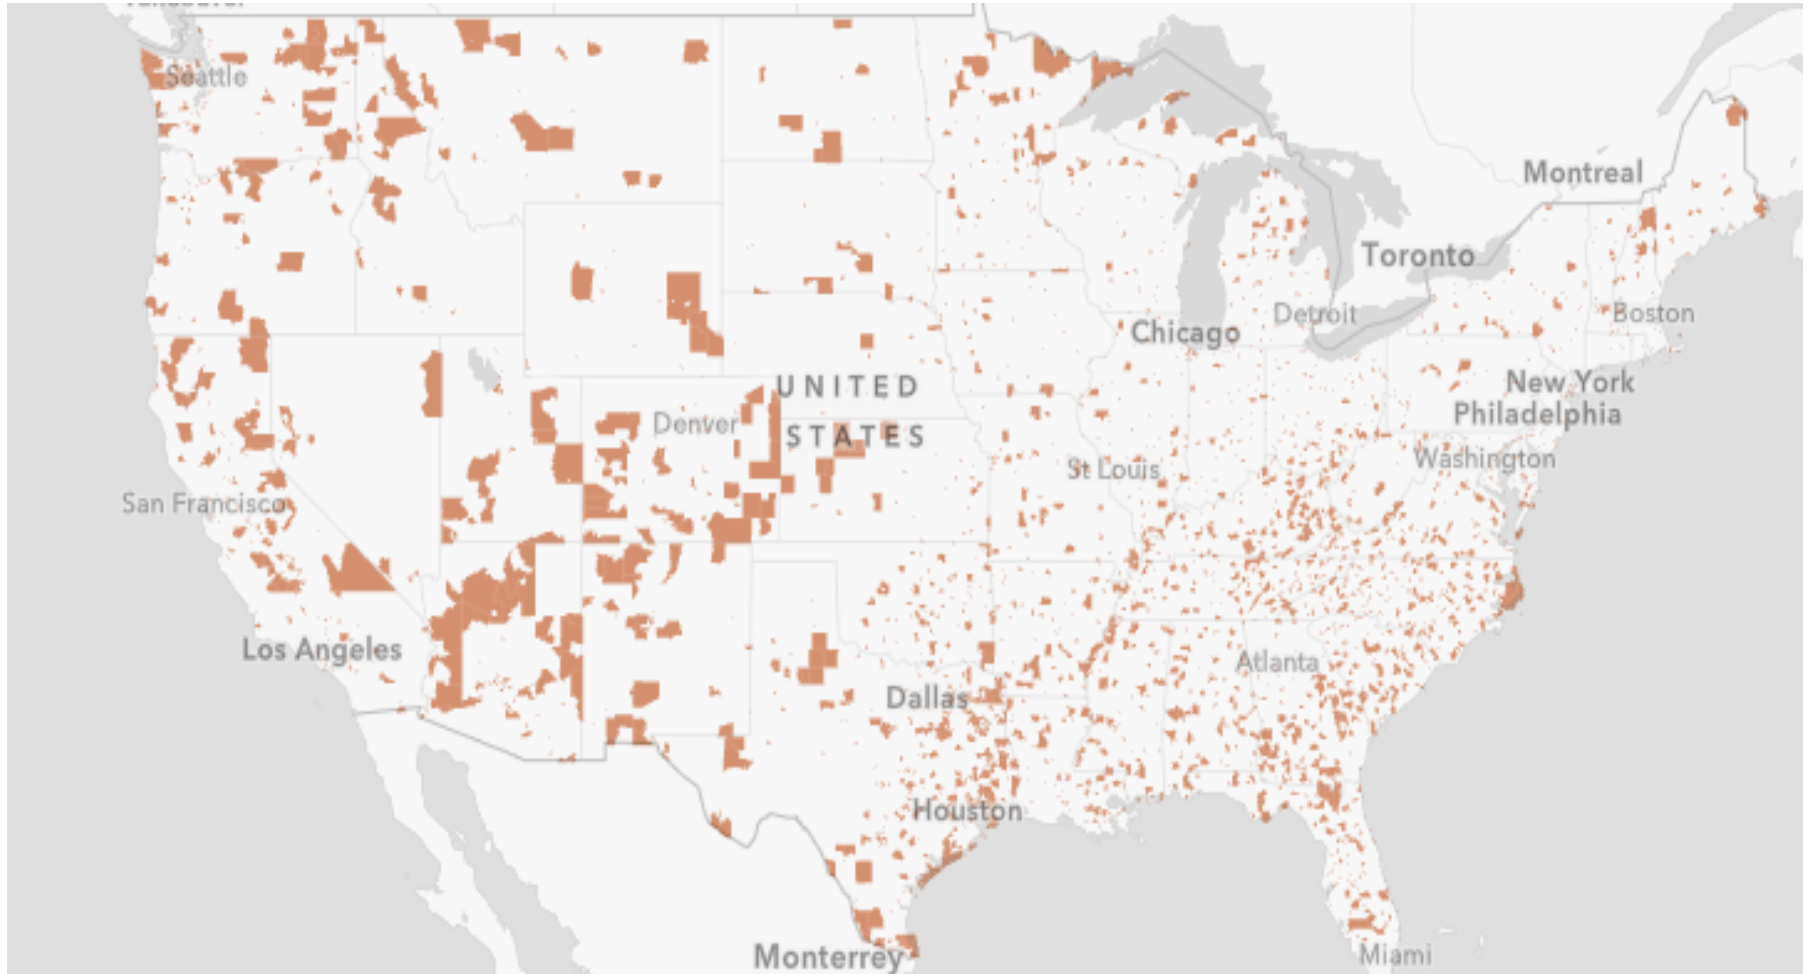 Seattle
Montreal
Toronto
Detroit
Boston
Chicago
UNITED
New York
Denver
Philadelphia
STATES
St Louis
Washington
San Francisco
Los Angeles
Atlanta
Dallas
Houston
Monterrey
Miami